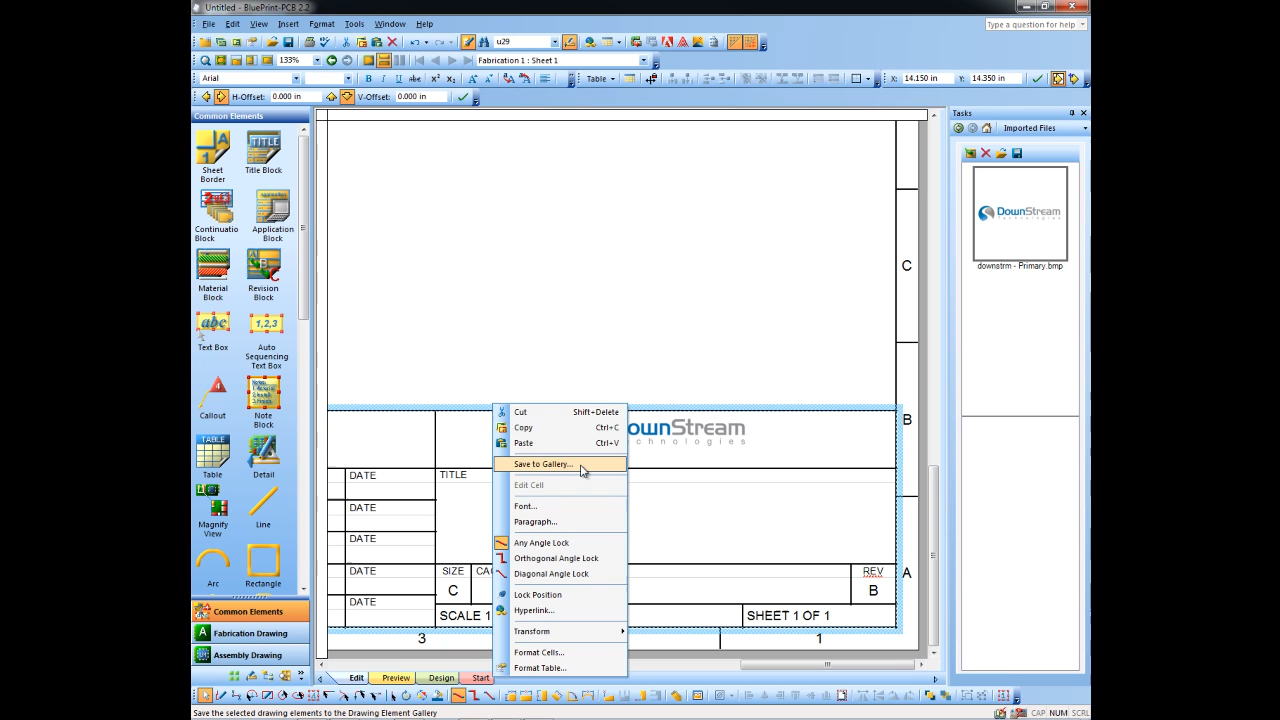 Untitled - BluePrint-PCB 2.2
File Edit View Insert Format Tools Window Help
Type a question for help
u29
133%
Fabrication 1 : Sheet 1
Arial
Table
X: 14.150 in Y: 14.350 in
H-Offset: 0.000 in V-Offset: 0.000 in
Common Elements
Sheet Border
Title Block
Continuatio Block
Application Block
Material Block
Revision Block
Text Box
Auto Sequencing Text Box
Callout
Note Block
Table
Detail
Magnify View
Line
Arc
Rectangle
Common Elements
Fabrication Drawing
Assembly Drawing
C
B
A
ownStream
echnologies
DATE
DATE
DATE
DATE
DATE
TITLE
SIZE
C
CA
REV
B
SCALE 1
SHEET 1 OF 1
3
1
Cut Shift+Delete
Copy Ctrl+C
Paste Ctrl+V
Save to Gallery...
Edit Cell
Font...
Paragraph...
Any Angle Lock
Orthogonal Angle Lock
Diagonal Angle Lock
Lock Position
Hyperlink...
Transform
Format Cells...
Format Table...
Edit Preview Design Start
Tasks
Imported Files
DownStream
Technologies
downstrm - Primary.bmp
Save the selected drawing elements to the Drawing Element Gallery
CAP NUM SCRL